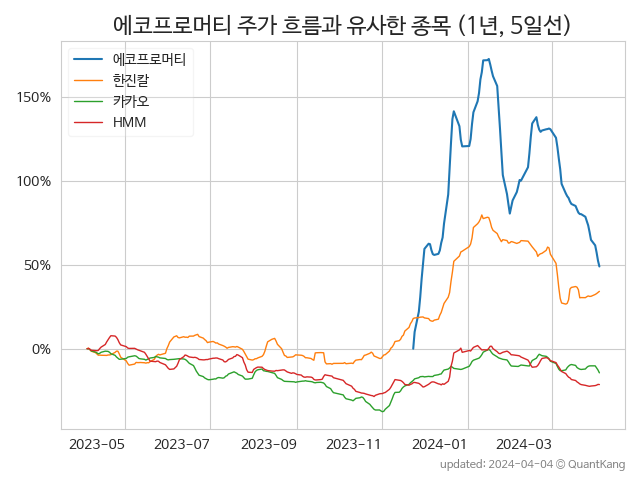 에코프로머티 주가 흐름과 유사한 종목 (1년, 5일선)
에코프로머티
한진칼
카카오
HMM
150%
100%
50%
0%
2023-05 2023-07 2023-09 2023-11 2024-01 2024-03
updated: 2024-04-04 © QuantKang